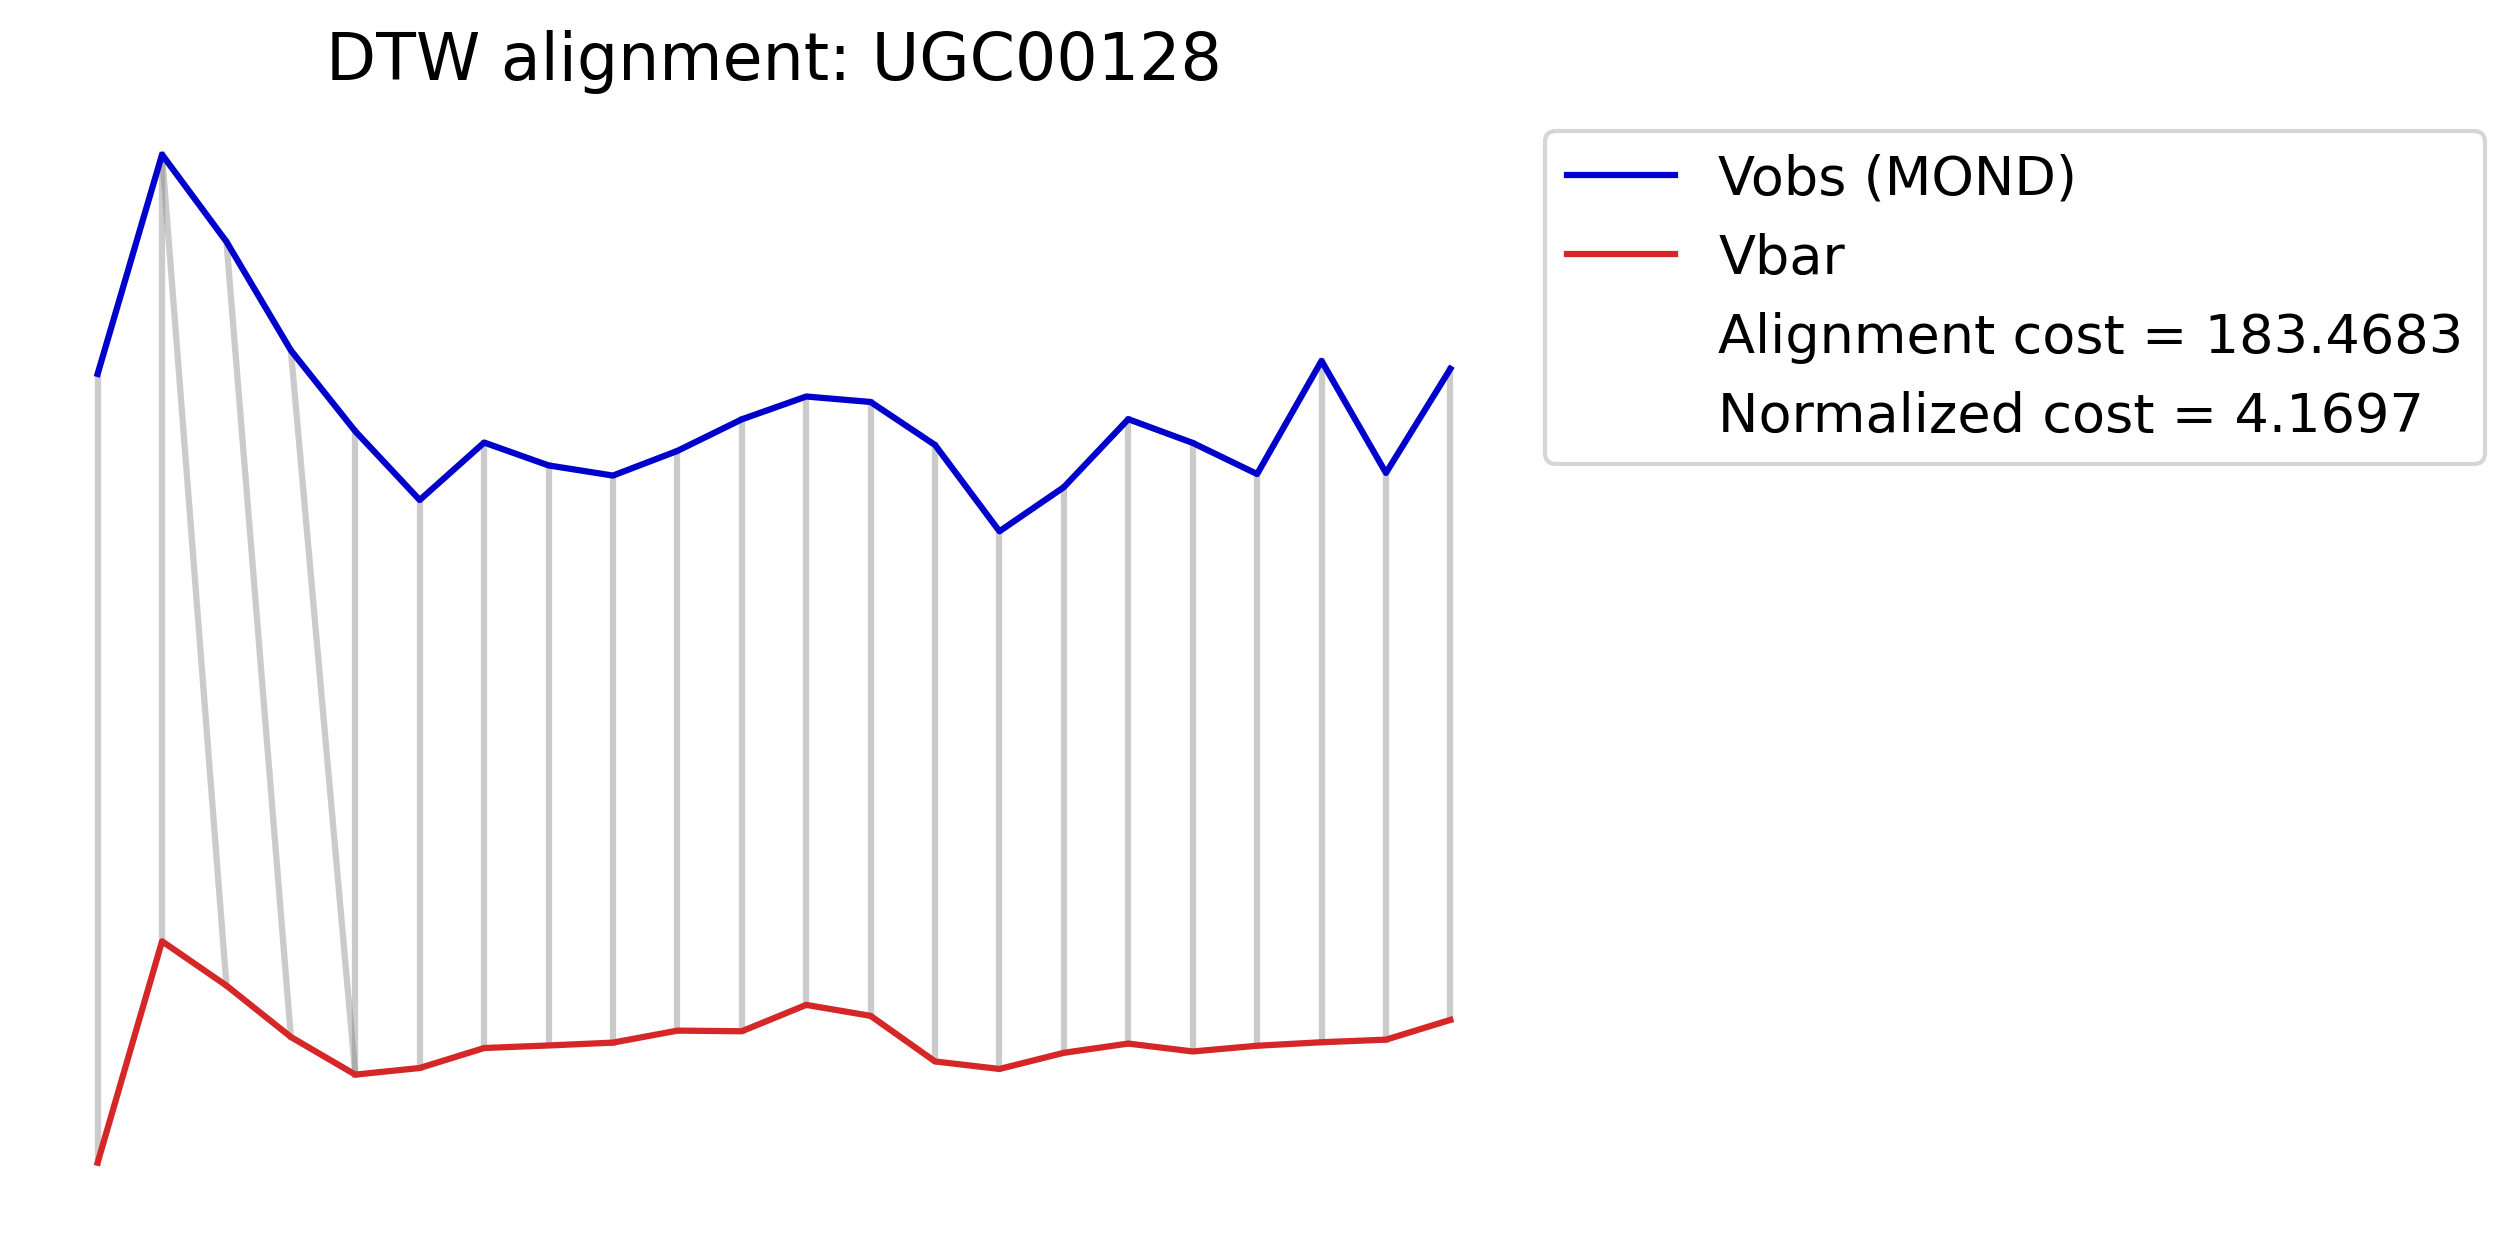 DTW alignment: UGC00128
Vobs (MOND)
Vbar
Alignment cost = 183.4683
Normalized cost = 4.1697